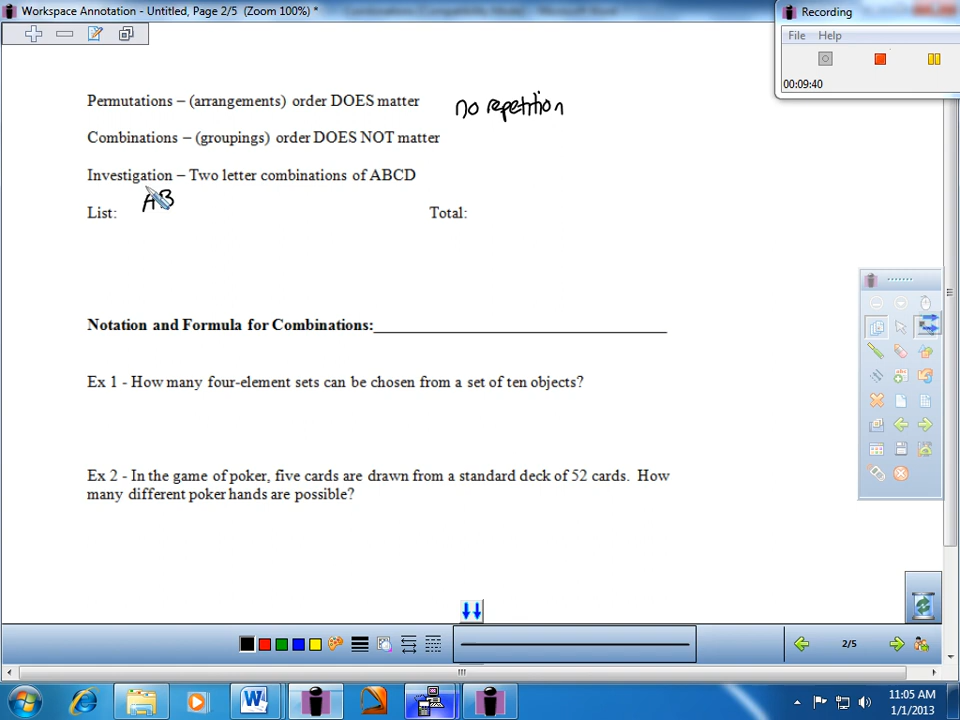 Workspace Annotation - Untitled, Page 2/5 (Zoom 100%) *
Recording
File Help
00:09:40
Permutations – (arrangements) order DOES matter
no repetition
Combinations – (groupings) order DOES NOT matter
Investigation – Two letter combinations of ABCD
AB
List: Total:
Notation and Formula for Combinations:____________________
Ex 1 - How many four-element sets can be chosen from a set of ten objects?
Ex 2 - In the game of poker, five cards are drawn from a standard deck of 52 cards. How
many different poker hands are possible?
2/5
11:05 AM
1/1/2013